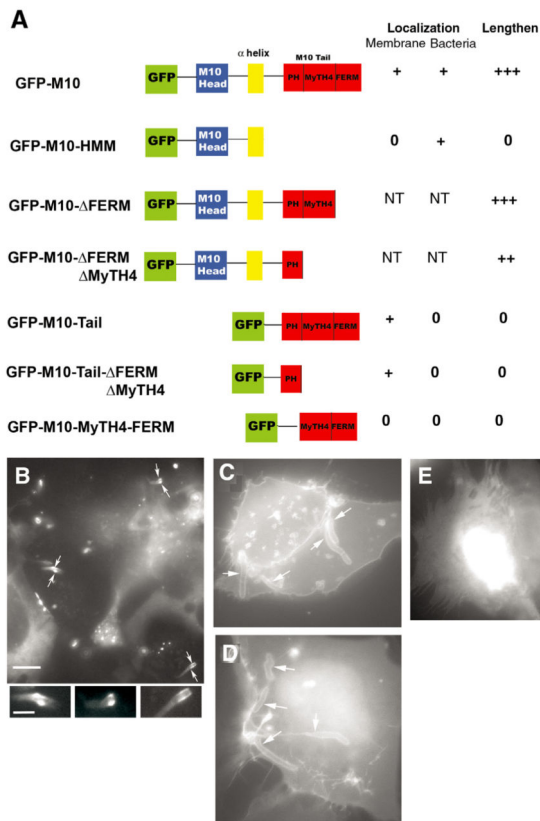 A
Localization Lengthen
Membrane Bacteria
α helix M10 Tail
GFP-M10 GFP M10 Head PH MyTH4 FERM + + +++
GFP-M10-HMM GFP M10 Head 0 + 0
GFP-M10-ΔFERM GFP M10 Head PH MyTH4 NT NT +++
GFP-M10-ΔFERM ΔMyTH4 GFP M10 Head PH NT NT ++
GFP-M10-Tail GFP PH MyTH4 FERM + 0 0
GFP-M10-Tail-ΔFERM ΔMyTH4 GFP PH + 0 0
GFP-M10-MyTH4-FERM GFP MyTH4 FERM 0 0 0
B
C
E
D